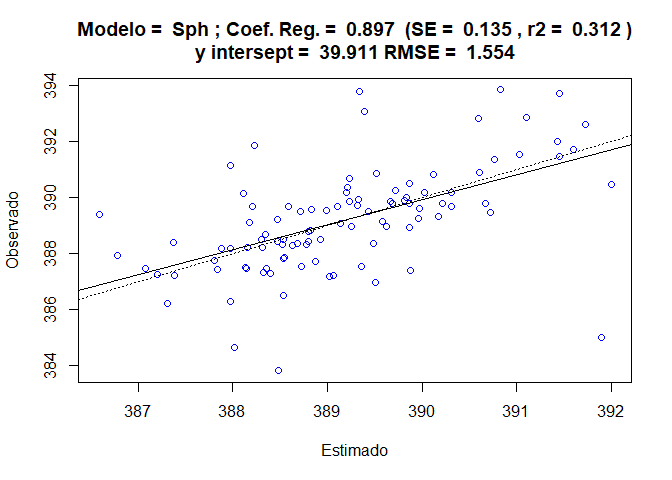 Modelo = Sph ; Coef. Reg. = 0.897 (SE = 0.135 , r2 = 0.312 )
y intersept = 39.911 RMSE = 1.554
394
392
390
388
386
384
Observado
387 388 389 390 391 392
Estimado